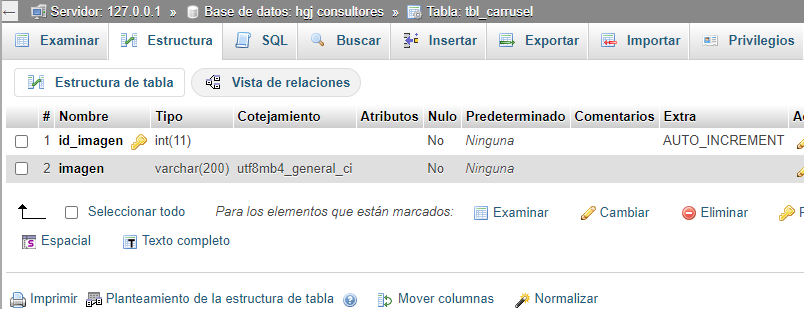 ← Servidor: 127.0.0.1 » Base de datos: hgj consultores » Tabla: tbl_carrusel
Examinar Estructura SQL Buscar Insertar Exportar Importar Privilegios
Estructura de tabla Vista de relaciones
# Nombre Tipo Cotejamiento Atributos Nulo Predeterminado Comentarios Extra
1 id_imagen int(11) No Ninguna AUTO_INCREMENT
2 imagen varchar(200) utf8mb4_general_ci No Ninguna
Seleccionar todo Para los elementos que están marcados: Examinar Cambiar Eliminar
Espacial Texto completo
Imprimir Planteamiento de la estructura de tabla Mover columnas Normalizar